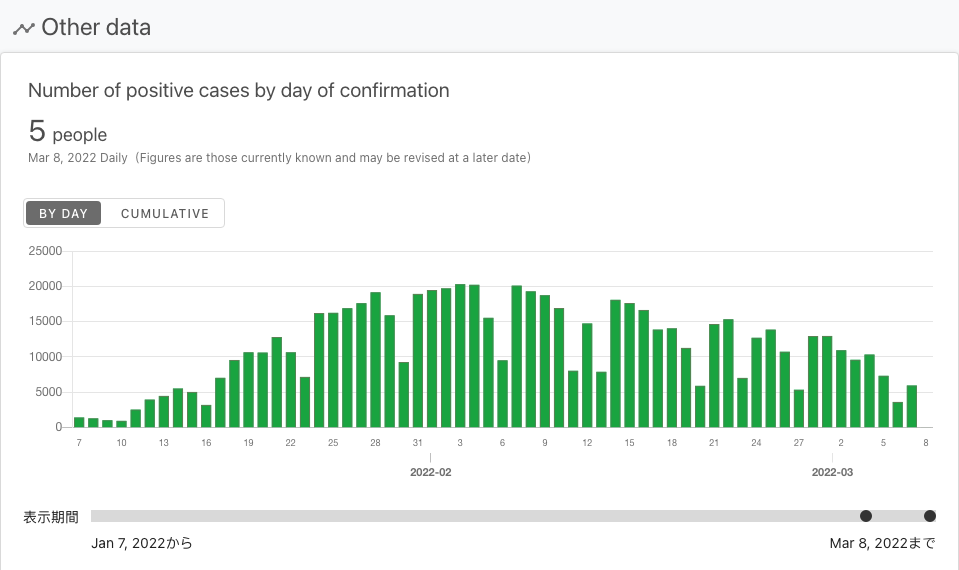 Other data
Number of positive cases by day of confirmation
5 people
Mar 8, 2022 Daily（Figures are those currently known and may be revised at a later date）
BY DAY CUMULATIVE
25000
20000
15000
10000
5000
0
7 10 13 16 19 22 25 28 31 3 6 9 12 15 18 21 24 27 2 5 8
2022-02 2022-03
表示期間
Jan 7, 2022から Mar 8, 2022まで